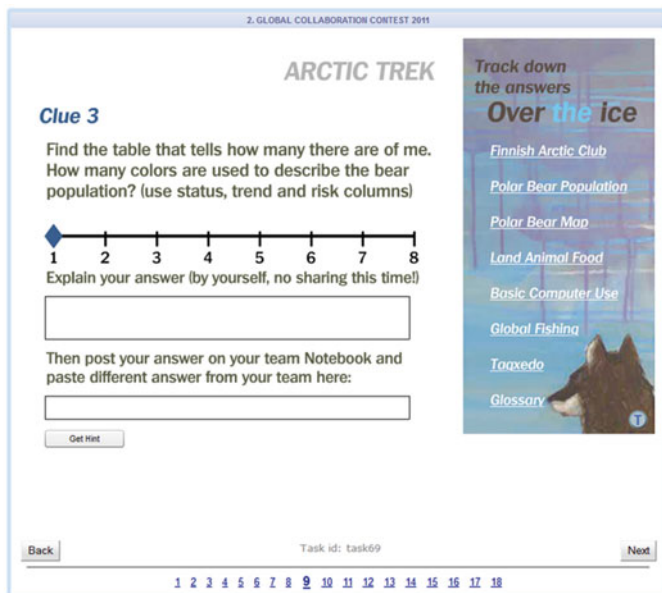 2. GLOBAL COLLABORATION CONTEST 2011
ARCTIC TREK
Clue 3
Find the table that tells how many there are of me.
How many colors are used to describe the bear
population? (use status, trend and risk columns)
1 2 3 4 5 6 7 8
Explain your answer (by yourself, no sharing this time!)
Then post your answer on your team Notebook and
paste different answer from your team here:
Get Hint
Track down
the answers
Over the ice
Finnish Arctic Club
Polar Bear Population
Polar Bear Map
Land Animal Food
Basic Computer Use
Global Fishing
Tagxedo
Glossary
T
Back
Task id: task69
Next
1 2 3 4 5 6 7 8 9 10 11 12 13 14 15 16 17 18